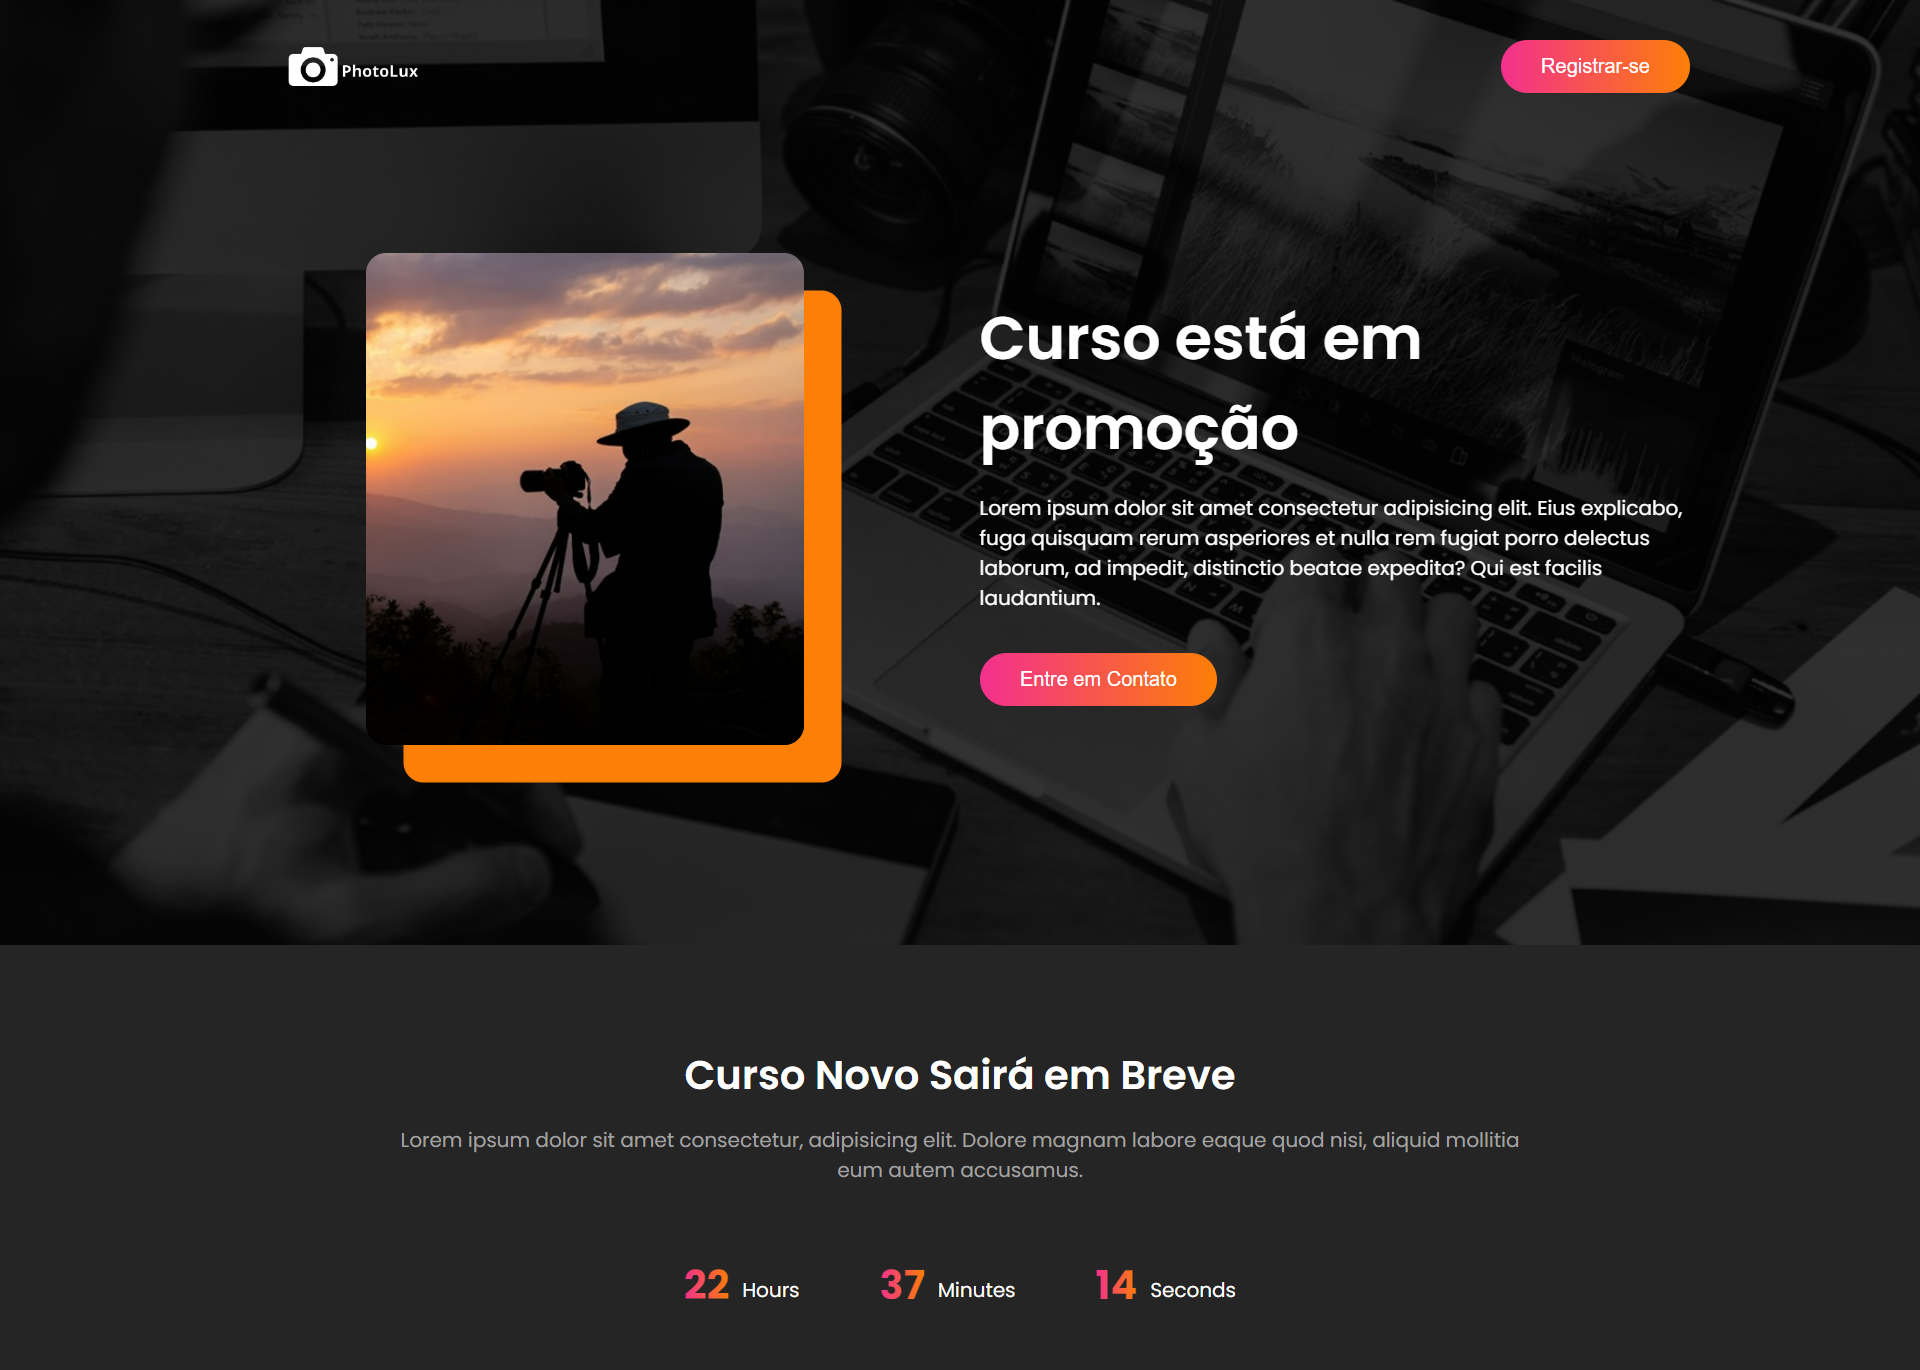 PhotoLux
Registrar-se
Curso está em
promoção
Lorem ipsum dolor sit amet consectetur adipisicing elit. Eius explicabo,
fuga quisquam rerum asperiores et nulla rem fugiat porro delectus
laborum, ad impedit, distinctio beatae expedita? Qui est facilis
laudantium.
Entre em Contato
Histogram
Curso Novo Sairá em Breve
Lorem ipsum dolor sit amet consectetur, adipisicing elit. Dolore magnam labore eaque quod nisi, aliquid mollitia
eum autem accusamus.
22 Hours 37 Minutes 14 Seconds